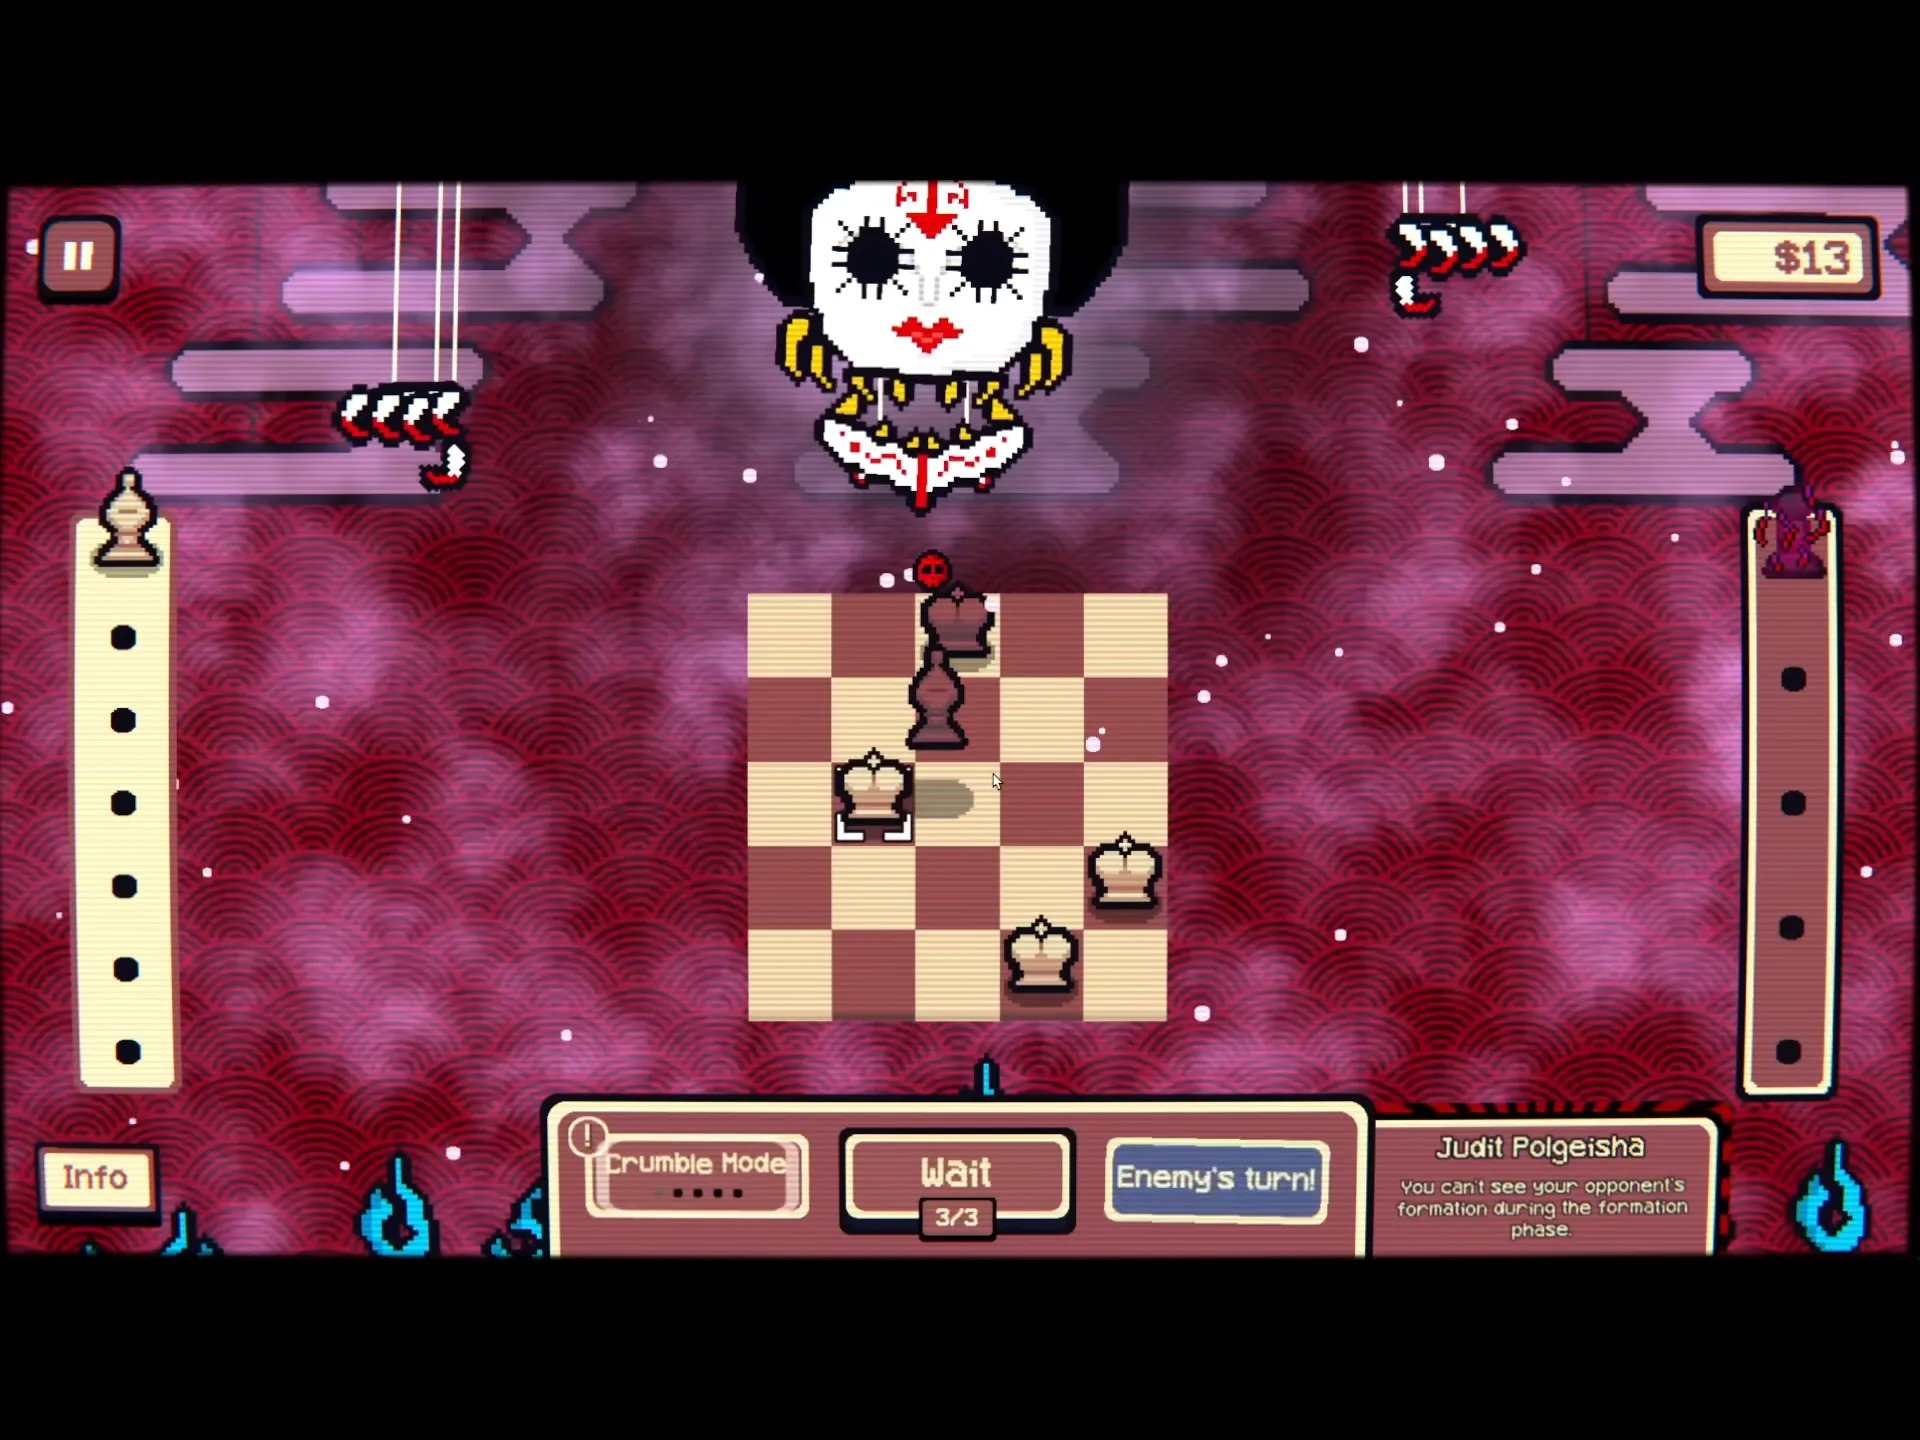 $13
Info
Crumble Mode
Wait
3/3
Enemy's turn!
Judit Polgeisha
You can't see your opponent's
formation during the formation
phase.